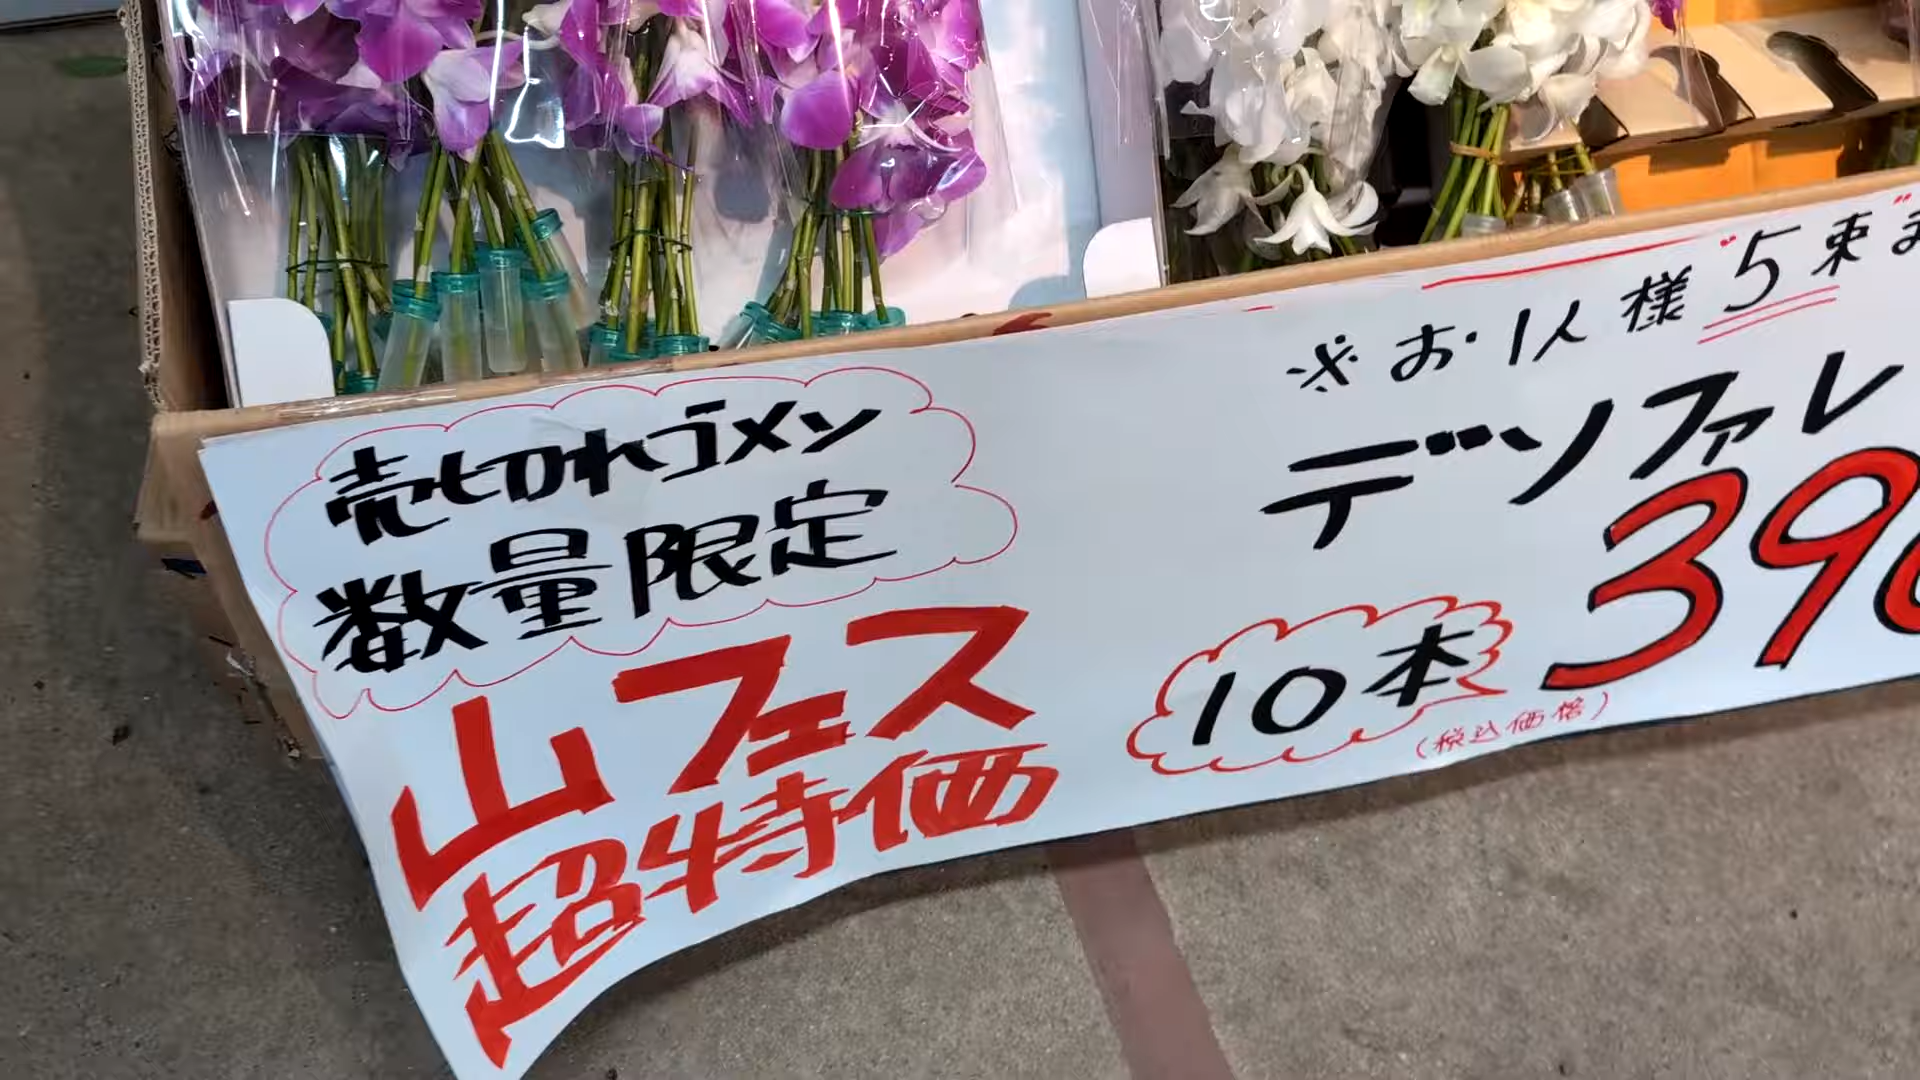 売切れゴメン
数量限定
山フェス
超特価
※お1人様5束ま
デンファレ
10本
390
(税込価格)